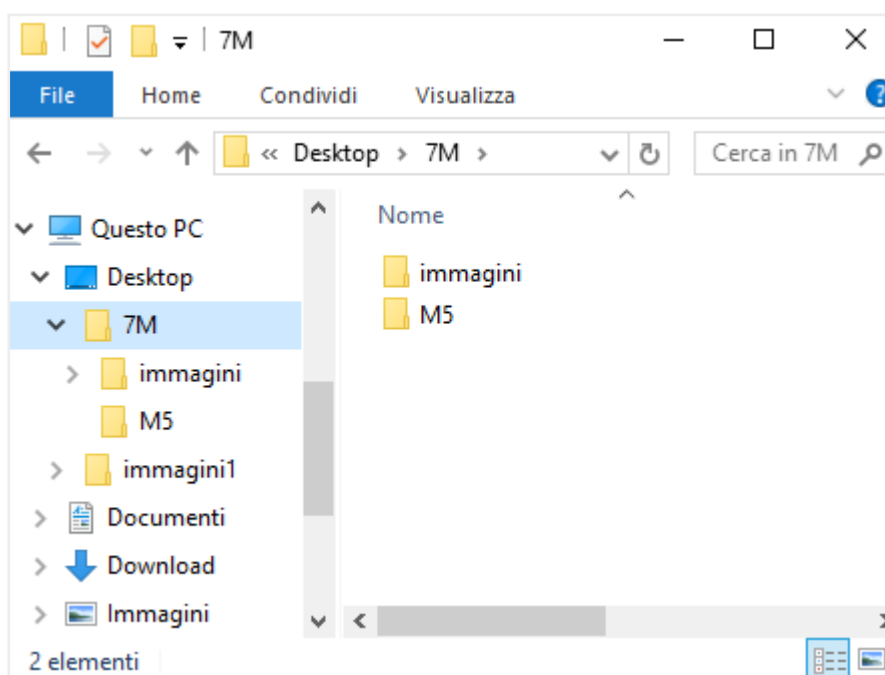 7M
File Home Condividi Visualizza ?
« Desktop > 7M > Cerca in 7M
Questo PC
Desktop
7M
immagini
M5
immagini1
Documenti
Download
Immagini
Nome
immagini
M5
2 elementi